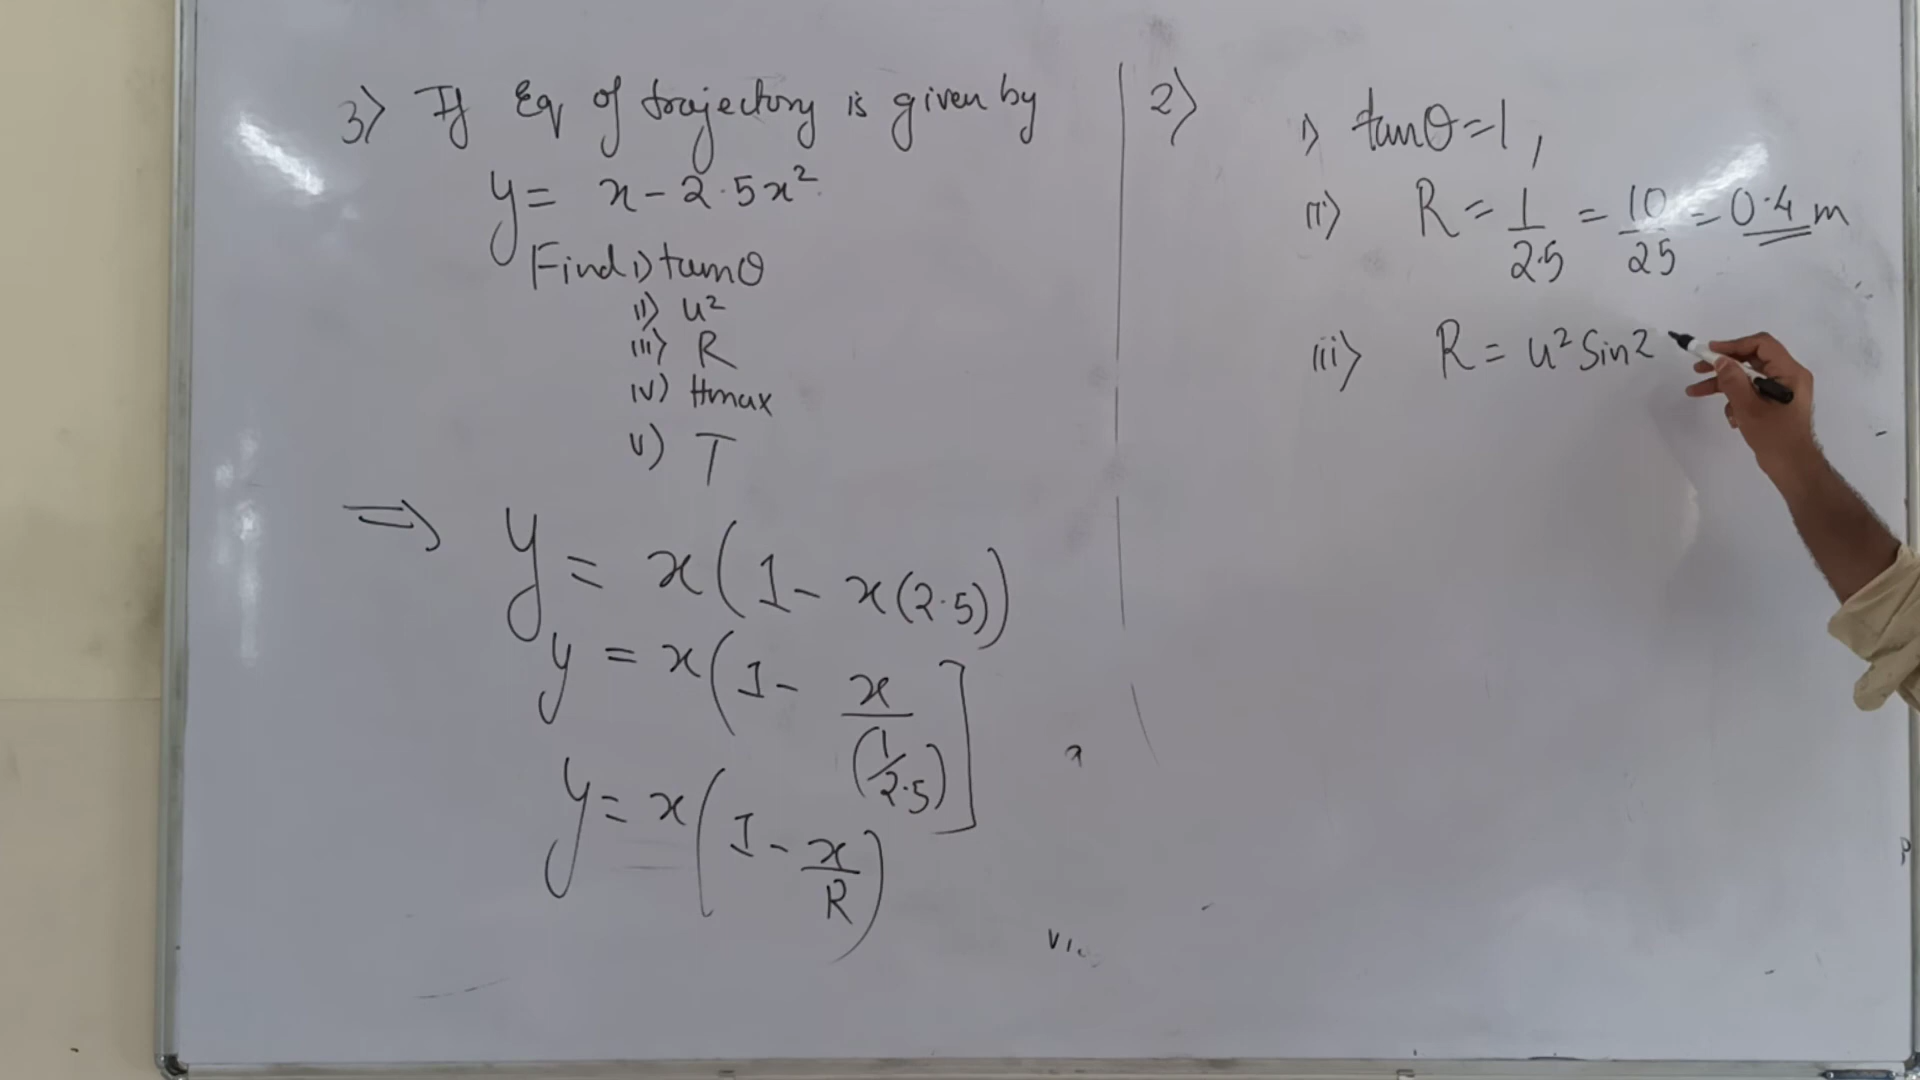 3) If Eq of trajectory is given by
y = x - 2.5x²
Find i) tanθ
ii) u²
iii) R
iv) Hmax
v) T
⇒ y = x(1 - x(2.5))
y = x(1 - x/(1/2.5)]
y = x(1 - x/R)
2)
i) tanθ=1,
ii) R = 1/2.5 = 10/25 = 0.4 m
iii) R = u² Sin2